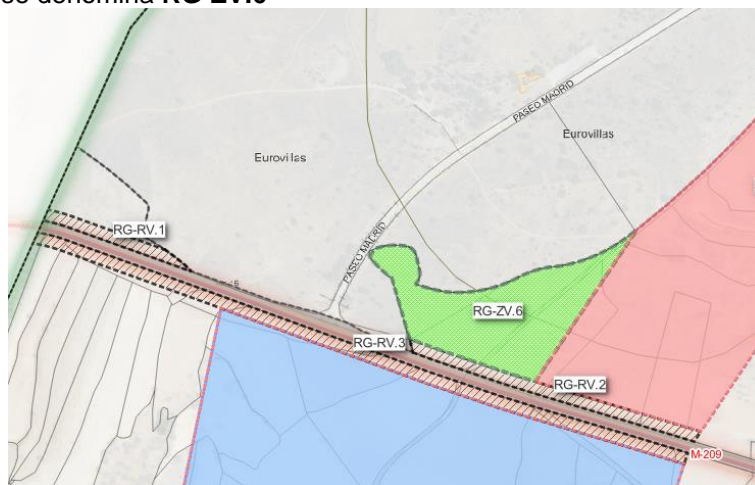 se denomina RG-ZV.6
PASEO MADRID
Eurovillas
Eurovillas
RG-RV.1
PASEO MADRID
RG-ZV.6
RG-RV.3
RG-RV.2
M-209